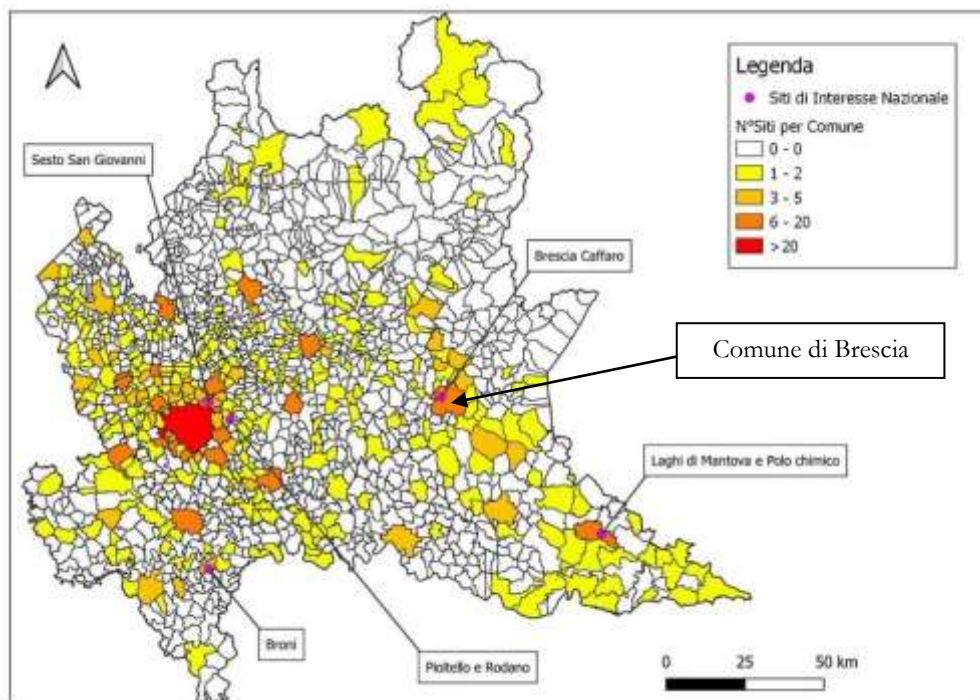 Legenda
Siti di Interesse Nazionale
N°Siti per Comune
0 - 0
1 - 2
3 - 5
6 - 20
>20
Sesto San Giovanni
Brescia Caffaro
Comune di Brescia
Laghi di Mantova e Polo chimico
Broni
Pioltello e Rodano
0 25 50 km